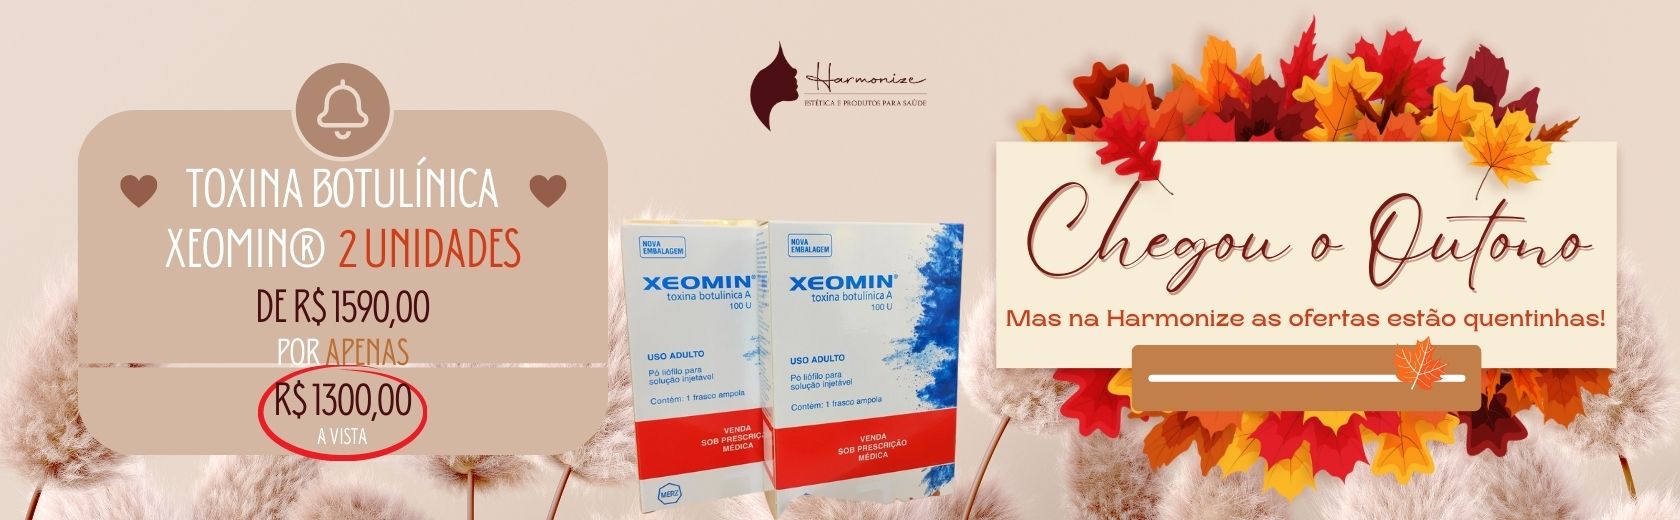 TOXINA BOTULÍNICA
XEOMIN® 2 UNIDADES
DE R$ 1590,00
POR APENAS
R$ 1300,00
A VISTA
Harmonize
ESTÉTICA E PRODUTOS PARA SAÚDE
NOVA
EMBALAGEM
XEOMIN®
toxina botulínica A
100 U
USO ADULTO
Pó liófilo para
solução injetável
Contém: 1 frasco ampola
VENDA
SOB PRESCRIÇ
MÉDICA
MERZ
NOVA
EMBALAGEM
XEOMIN®
toxina botulínica A
100 U
USO ADULTO
Pó liófilo para
solução injetável
Contém: 1 frasco ampola
VENDA
SOB PRESCRIÇÃO
MÉDICA
Chegou o Outono
Mas na Harmonize as ofertas estão quentinhas!